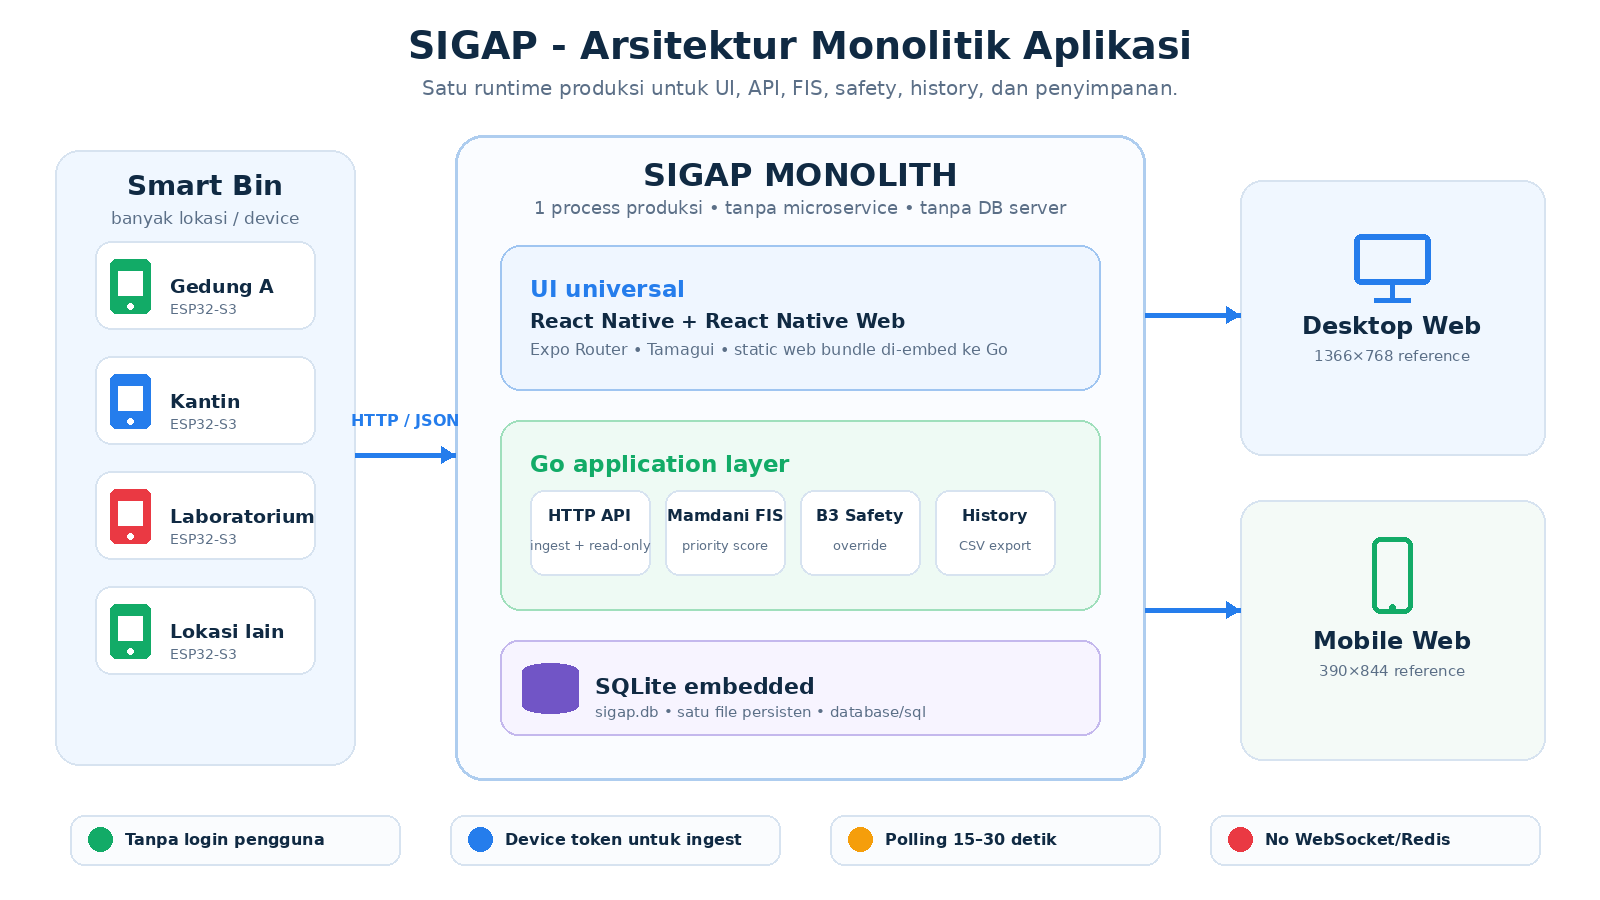 SIGAP - Arsitektur Monolitik Aplikasi
Satu runtime produksi untuk UI, API, FIS, safety, history, dan penyimpanan.
Smart Bin
banyak lokasi / device
Gedung A
ESP32-S3
Kantin
ESP32-S3
Laboratorium
ESP32-S3
Lokasi lain
ESP32-S3
HTTP / JSON
SIGAP MONOLITH
1 process produksi • tanpa microservice • tanpa DB server
UI universal
React Native + React Native Web
Expo Router • Tamagui • static web bundle di-embed ke Go
Go application layer
HTTP API
ingest + read-only
Mamdani FIS
priority score
B3 Safety
override
History
CSV export
SQLite embedded
sigap.db • satu file persisten • database/sql
Desktop Web
1366×768 reference
Mobile Web
390×844 reference
Tanpa login pengguna
Device token untuk ingest
Polling 15–30 detik
No WebSocket/Redis